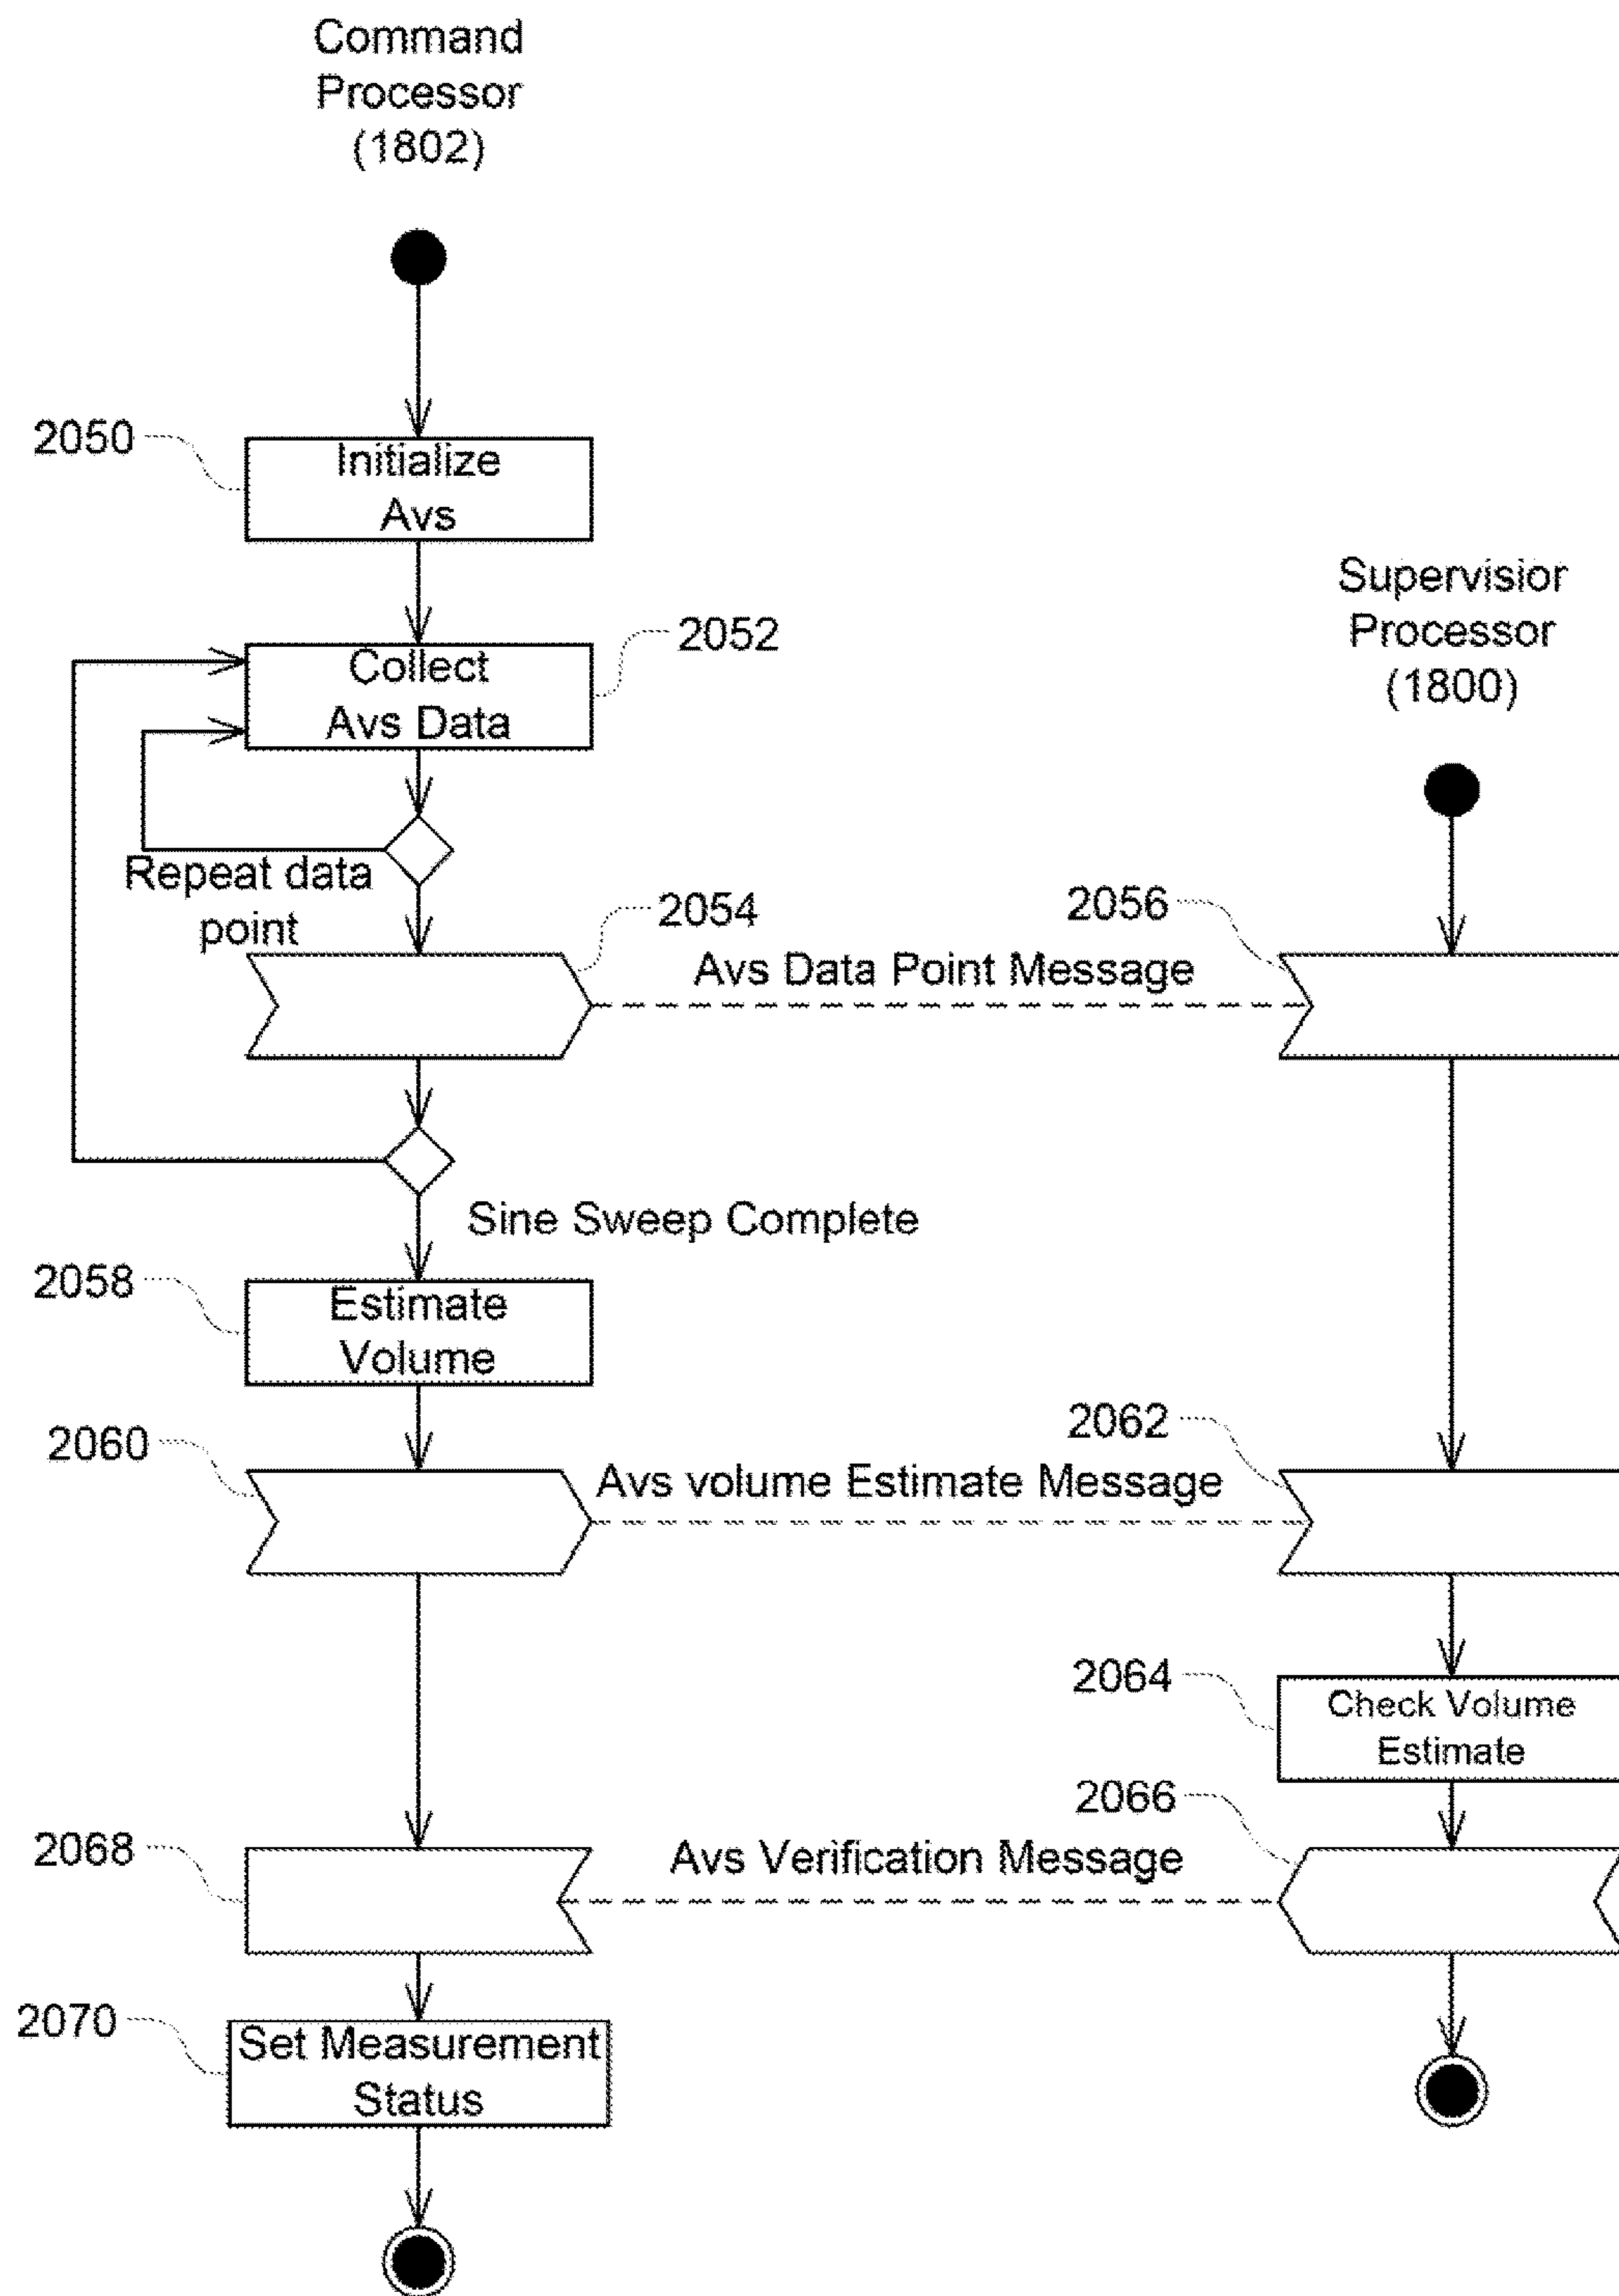 Command
Processor
(1802)
2050
Initialize
Avs
Supervisior
Processor
(1800)
2052
Collect
Avs Data
Repeat data
point
2054
2056
Avs Data Point Message
Sine Sweep Complete
2058
Estimate
Volume
2060
2062
Avs volume Estimate Message
2064
Check Volume
Estimate
2066
2068
Avs Verification Message
2070
Set Measurement
Status